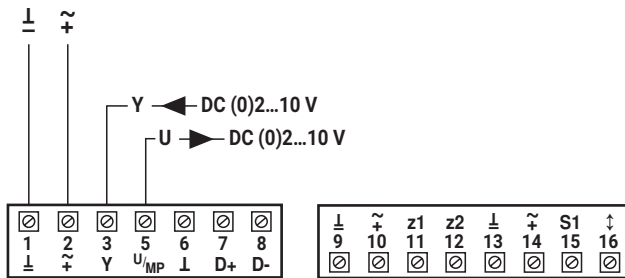 ⊥ ~
– +
Y DC (0)2...10 V
U DC (0)2...10 V
1 2 3 5 6 7 8
⊥ ~+ Y U/MP ⊥ D+ D-
⊥ ~+ z1 z2 ⊥ ~+ S1 ↕
9 10 11 12 13 14 15 16